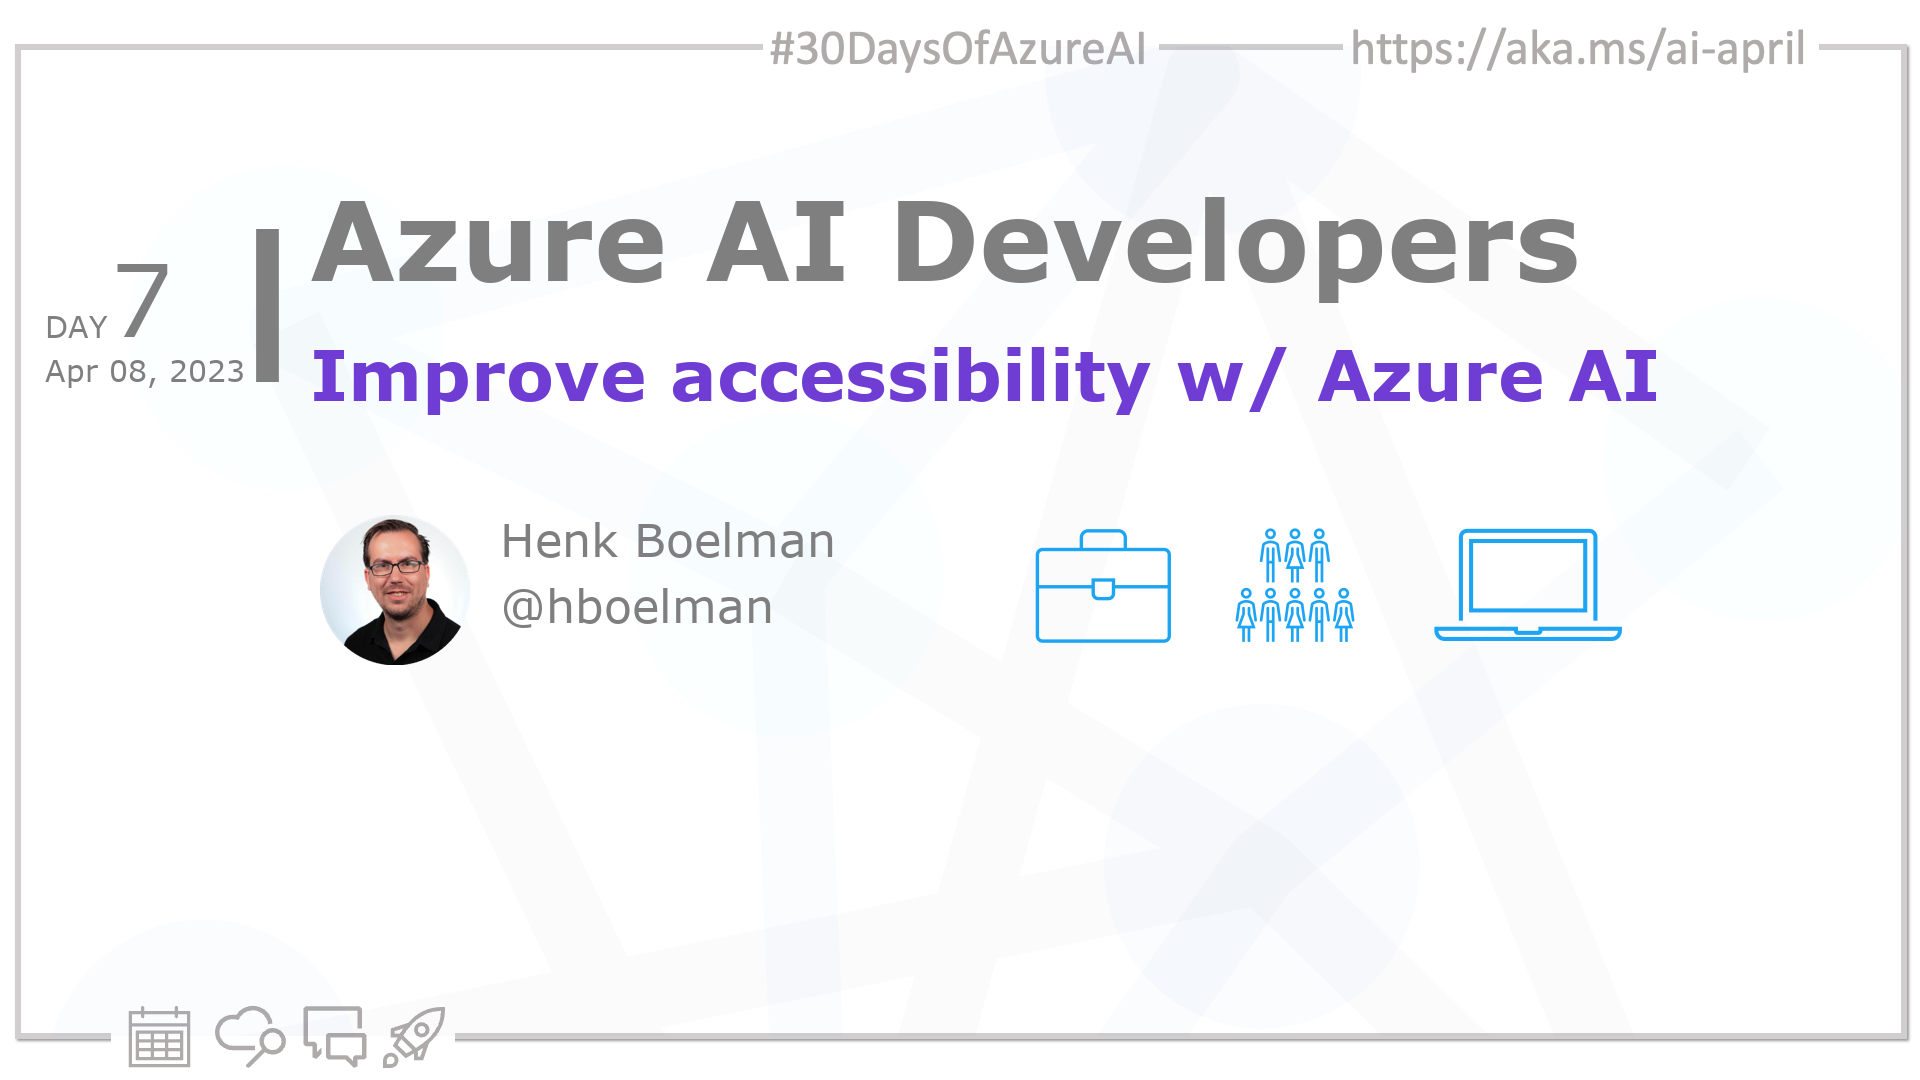 #30DaysOfAzureAI
https://aka.ms/ai-april
DAY 7
Apr 08, 2023
Azure AI Developers
Improve accessibility w/ Azure AI
Henk Boelman
@hboelman